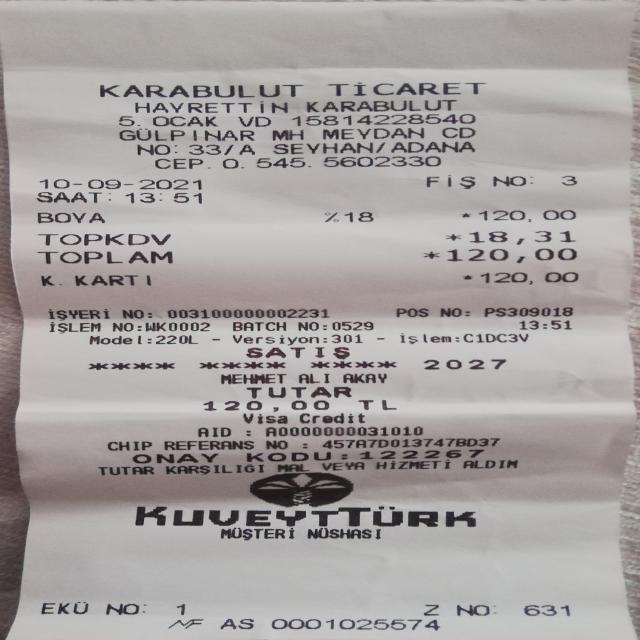 KARABULUT TİCARET
HAYRETTİN KARABULUT
5. OCAK VD 15814228540
GÜLPINAR MH MEYDAN CD
NO: 33/A SEYHAN/ADANA
CEP. 0. 545. 5602330
10-09-2021 FİŞ NO: 3
SAAT: 13:51
BOYA %18 *120,00
TOPKDV *18,31
TOPLAM *120,00
K. KARTI *120,00
İŞYERİ NO: 0031000000002231 POS NO: PS309018
İŞLEM NO:WK0002 BATCH NO:0529 13:51
Model:220L - Versiyon:301 - İşlem:C1DC3V
SATIŞ
**** **** **** 2027
MEHMET ALI AKAY
TUTAR
120,00 TL
Visa Credit
AID : A0000000031010
CHIP REFERANS NO : 457A7D013747BD37
ONAY KODU:122267
TUTAR KARŞILIĞI MAL VEYA HİZMETİ ALDIM
KUVEYTTÜRK
MÜŞTERİ NÜSHASI
EKÜ NO: 1 Z NO: 631
MF AS 0001025574